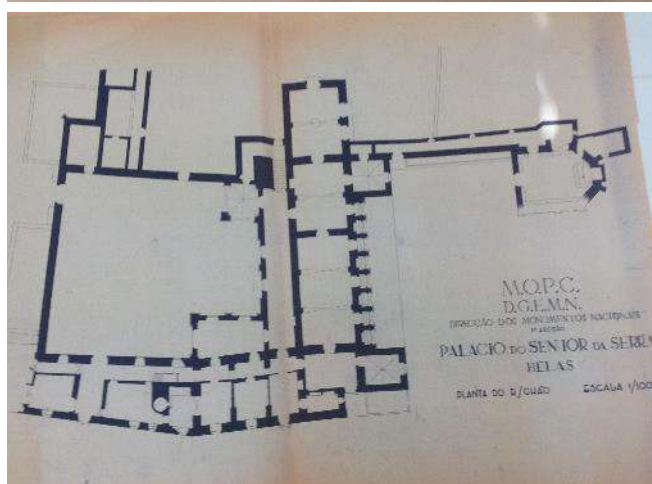 M.O.P.C.
D.G.E.M.N.
DIRECÇÃO DOS MONUMENTOS NACIONAIS
PALACIO DO SENHOR DA SERRA
BELAS
PLANTA DO R/CHÃO ESCALA 1/100